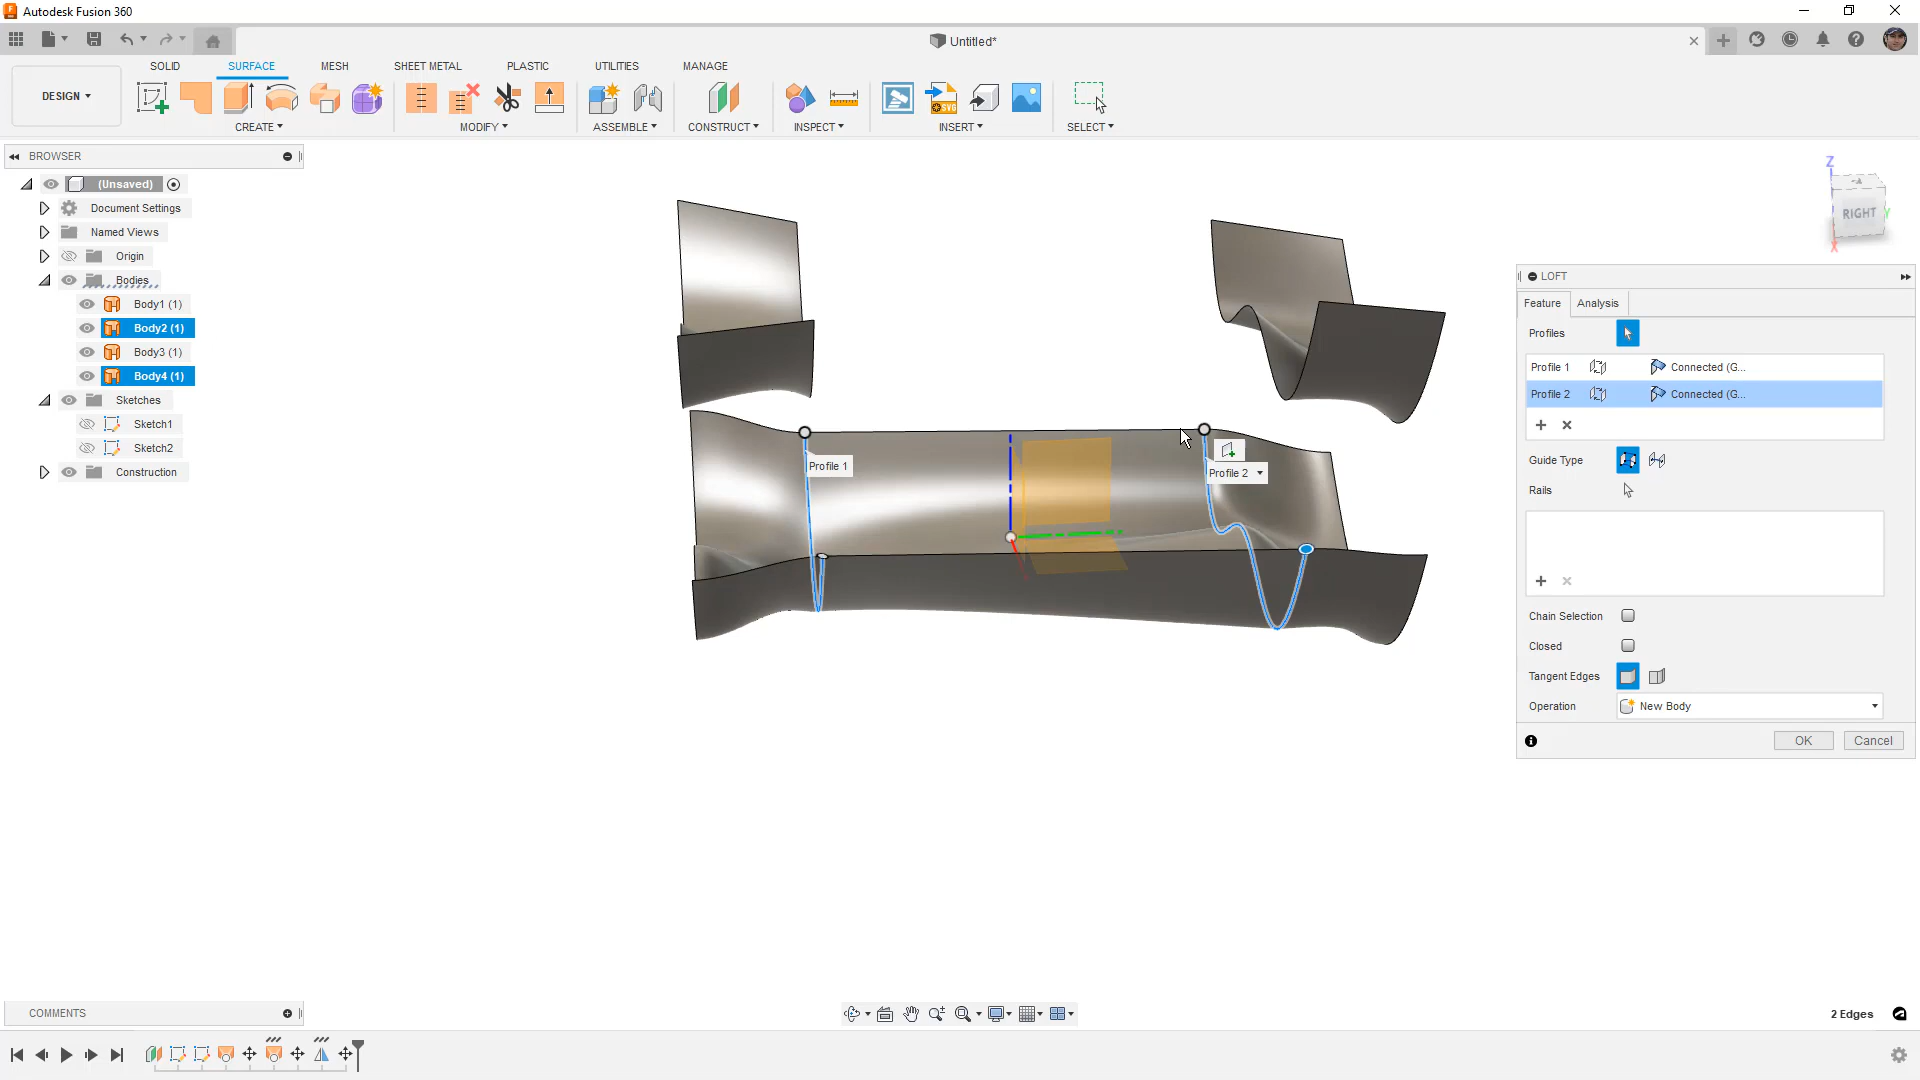 Autodesk Fusion 360
Untitled*
SOLID SURFACE MESH SHEET METAL PLASTIC UTILITIES MANAGE
DESIGN
CREATE MODIFY ASSEMBLE CONSTRUCT INSPECT INSERT SELECT
BROWSER
(Unsaved)
Document Settings
Named Views
Origin
Bodies
Body1 (1)
Body2 (1)
Body3 (1)
Body4 (1)
Sketches
Sketch1
Sketch2
Construction
Z
RIGHT
Y
X
Profile 1
Profile 2
LOFT
Feature Analysis
Profiles
Profile 1 Connected (G...
Profile 2 Connected (G...
Guide Type
Rails
Chain Selection
Closed
Tangent Edges
Operation New Body
OK Cancel
COMMENTS
2 Edges